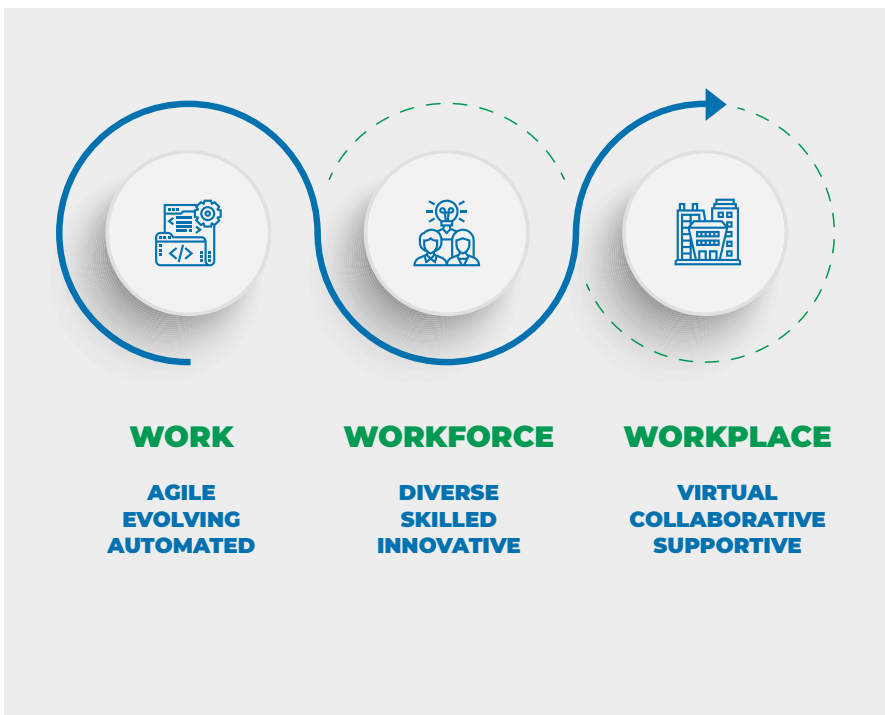 WORK
AGILE
EVOLVING
AUTOMATED
WORKFORCE
DIVERSE
SKILLED
INNOVATIVE
WORKPLACE
VIRTUAL
COLLABORATIVE
SUPPORTIVE